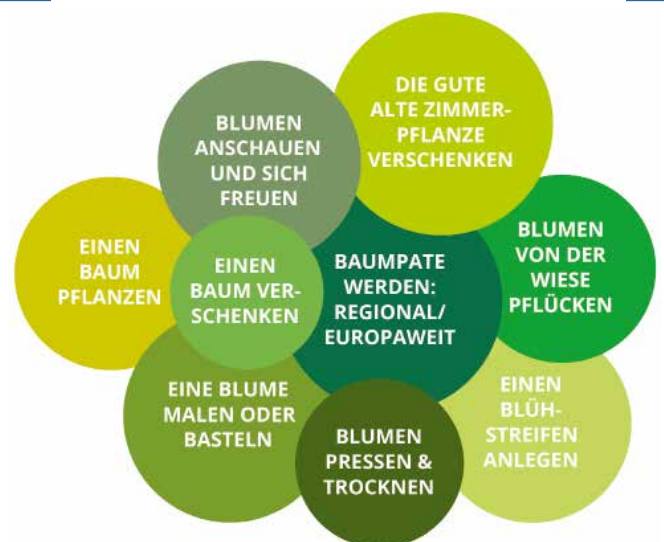 DIE GUTE
ALTE ZIMMER-
PFLANZE
VERSCHENKEN
BLUMEN
ANSCHAUEN
UND SICH
FREUEN
BLUMEN
VON DER
WIESE
PFLÜCKEN
EINEN
BAUM
PFLANZEN
EINEN
BAUM VER-
SCHENKEN
BAUMPATE
WERDEN:
REGIONAL/
EUROPAWEIT
EINE BLUME
MALEN ODER
BASTELN
EINEN
BLÜH-
STREIFEN
ANLEGEN
BLUMEN
PRESSEN &
TROCKNEN